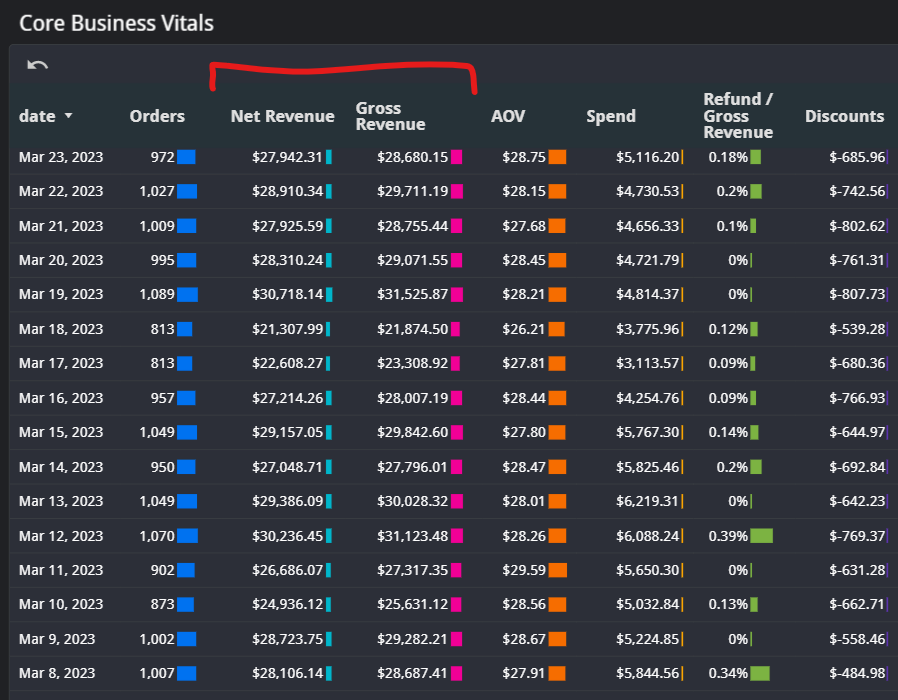 Core Business Vitals
date Orders Net Revenue Gross Revenue AOV Spend Refund / Gross Revenue Discounts
Mar 23, 2023 972 $27,942.31 $28,680.15 $28.75 $5,116.20 0.18% $-685.96
Mar 22, 2023 1,027 $28,910.34 $29,711.19 $28.15 $4,730.53 0.2% $-742.56
Mar 21, 2023 1,009 $27,925.59 $28,755.44 $27.68 $4,656.33 0.1% $-802.62
Mar 20, 2023 995 $28,310.24 $29,071.55 $28.45 $4,721.79 0% $-761.31
Mar 19, 2023 1,089 $30,718.14 $31,525.87 $28.21 $4,814.37 0% $-807.73
Mar 18, 2023 813 $21,307.99 $21,874.50 $26.21 $3,775.96 0.12% $-539.28
Mar 17, 2023 813 $22,608.27 $23,308.92 $27.81 $3,113.57 0.09% $-680.36
Mar 16, 2023 957 $27,214.26 $28,007.19 $28.44 $4,254.76 0.09% $-766.93
Mar 15, 2023 1,049 $29,157.05 $29,842.60 $27.80 $5,767.30 0.14% $-644.97
Mar 14, 2023 950 $27,048.71 $27,796.01 $28.47 $5,825.46 0.2% $-692.84
Mar 13, 2023 1,049 $29,386.09 $30,028.32 $28.01 $6,219.31 0% $-642.23
Mar 12, 2023 1,070 $30,236.45 $31,123.48 $28.26 $6,088.24 0.39% $-769.37
Mar 11, 2023 902 $26,686.07 $27,317.35 $29.59 $5,650.30 0% $-631.28
Mar 10, 2023 873 $24,936.12 $25,631.12 $28.56 $5,032.84 0.13% $-662.71
Mar 9, 2023 1,002 $28,723.75 $29,282.21 $28.67 $5,224.85 0% $-558.46
Mar 8, 2023 1,007 $28,106.14 $28,687.41 $27.91 $5,844.56 0.34% $-484.98